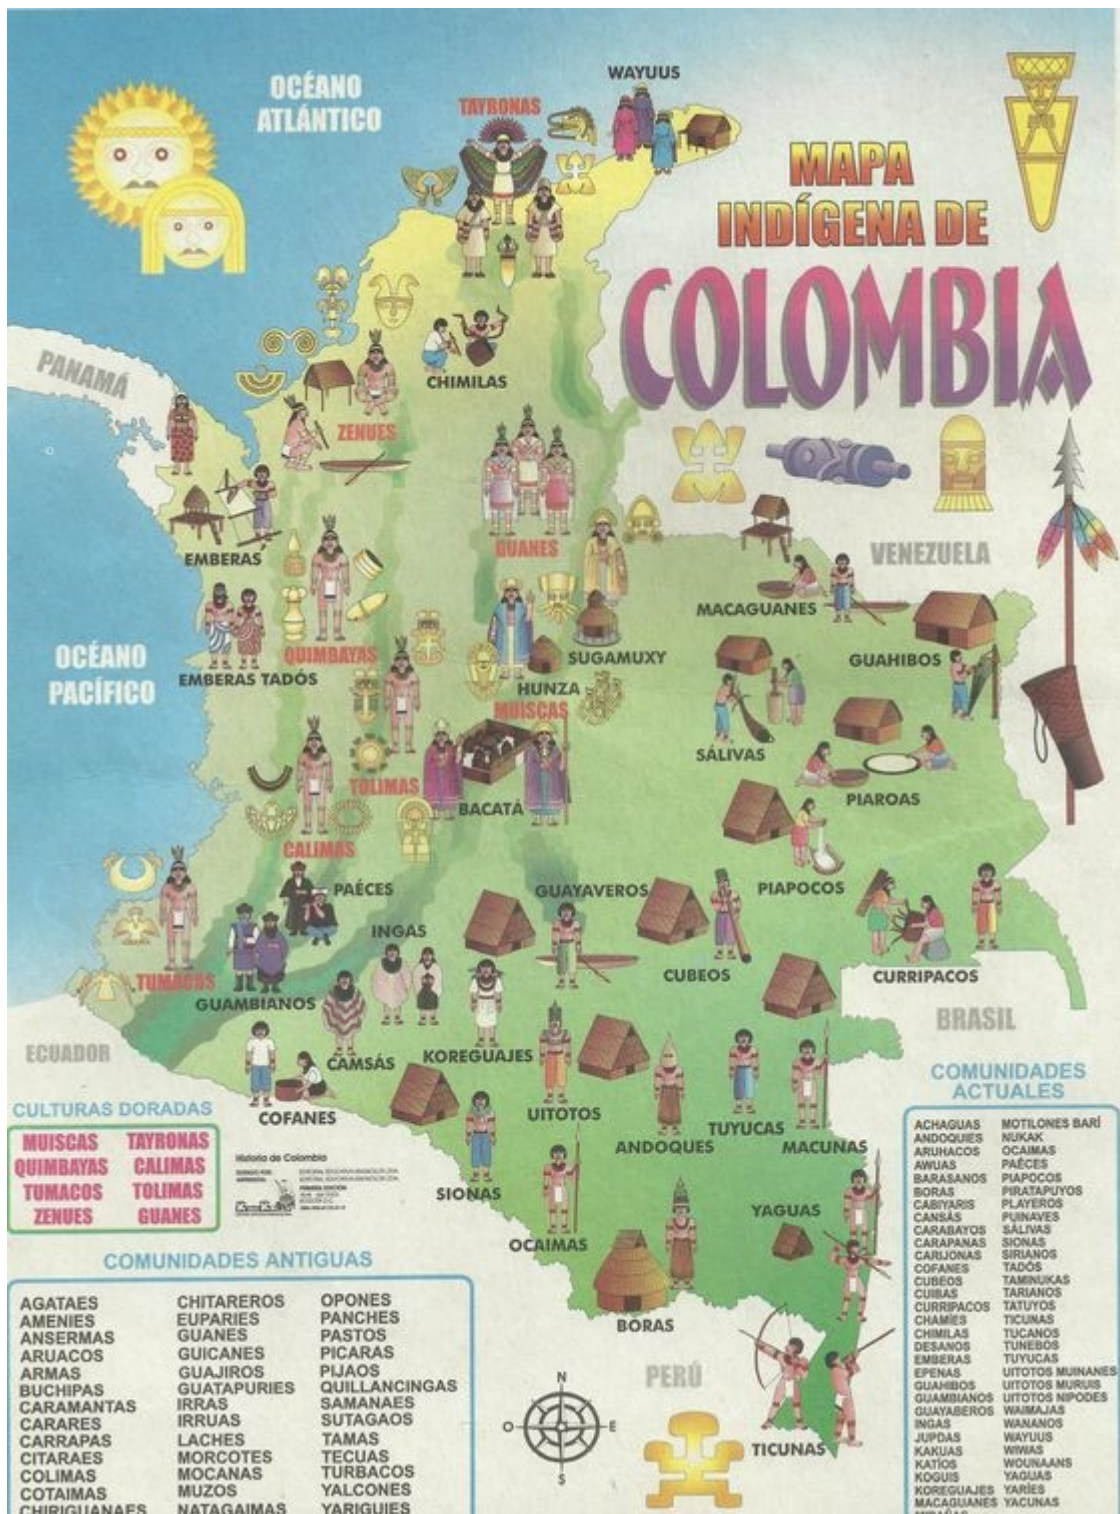 OCÉANO
ATLÁNTICO
WAYUUS
TAYRONAS
MAPA
INDÍGENA DE
COLOMBIA
PANAMÁ
CHIMILAS
ZENUES
GUANES
EMBERAS
VENEZUELA
MACAGUANES
OCÉANO
PACÍFICO
QUIMBAYAS
EMBERAS TADÓS
SUGAMUXY
GUAHIBOS
HUNZA
MUISCAS
SÁLIVAS
TOLIMAS
BACATÁ
PIAROAS
CALIMAS
PAÉCES
GUAYAVEROS
PIAPOCOS
INGAS
TUMACOS
GUAMBIANOS
CUBEOS
CURRIPACOS
BRASIL
ECUADOR
CAMSÁS
KOREGUAJES
COFANES
UITOTOS
ANDOQUES
TUYUCAS
MACUNAS
SIONAS
OCAIMAS
YAGUAS
BORAS
PERÚ
TICUNAS
N
O
E
S
CULTURAS DORADAS
MUISCAS TAYRONAS
QUIMBAYAS CALIMAS
TUMACOS TOLIMAS
ZENUES GUANES
Historia de Colombia
COMUNIDADES ANTIGUAS
AGATAES CHITAREROS OPONES
AMENIES EUPARIES PANCHES
ANSERMAS GUANES PASTOS
ARUACOS GUICANES PICARAS
ARMAS GUAJIROS PIJAOS
BUCHIPAS GUATAPURIES QUILLANCINGAS
CARAMANTAS IRRAS SAMANAES
CARARES IRRUAS SUTAGAOS
CARRAPAS LACHES TAMAS
CITARAES MORCOTES TECUAS
COLIMAS MOCANAS TURBACOS
COTAIMAS MUZOS YALCONES
CHIRIGUANAES NATAGAIMAS YARIGUIES
COMUNIDADES
ACTUALES
ACHAGUAS MOTILONES BARÍ
ANDOQUIES NUKAK
ARUHACOS OCAIMAS
AWUAS PAÉCES
BARASANOS PIAPOCOS
BORAS PIRATAPUYOS
CABIYARIS PLAYEROS
CANSÁS PUINAVES
CARABAYOS SÁLIVAS
CARAPANAS SIONAS
CARIJONAS SIRIANOS
COFANES TADÓS
CUBEOS TAMINUKAS
CUIBAS TARIANOS
CURRIPACOS TATUYOS
CHAMÍES TICUNAS
CHIMILAS TUCANOS
DESANOS TUNEBOS
EMBERAS TUYUCAS
EPENAS UITOTOS MUINANES
GUAHIBOS UITOTOS MURUIS
GUAMBIANOS UITOTOS NIPODES
GUAYABEROS WAIMAJAS
INGAS WANANOS
JUPDAS WAYUUS
KAKUAS WIWAS
KATÍOS WOUNAANS
KOGUIS YAGUAS
KOREGUAJES YARÍES
MACAGUANES YACUNAS